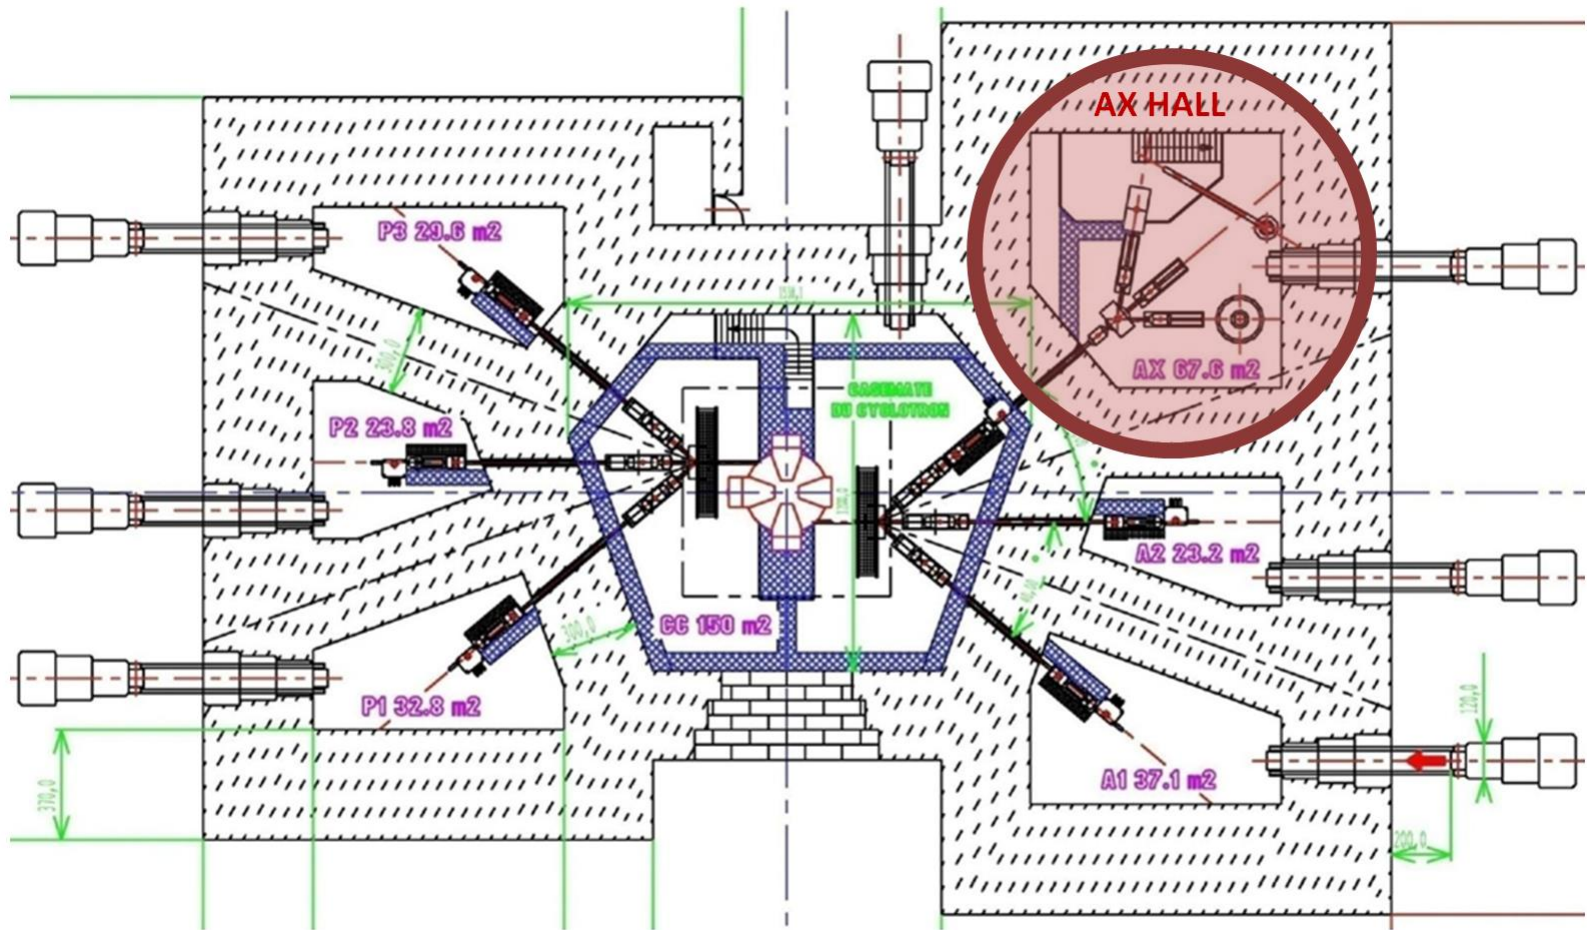 AX HALL
P3 29.6 m2
AX 67.6 m2
300,0
CASEMATE
DU CYCLOTRON
P2 23.8 m2
A2 23.2 m2
CC 150 m2
300,0
P1 32.8 m2
A1 37.1 m2
120,0
370,0
200,0